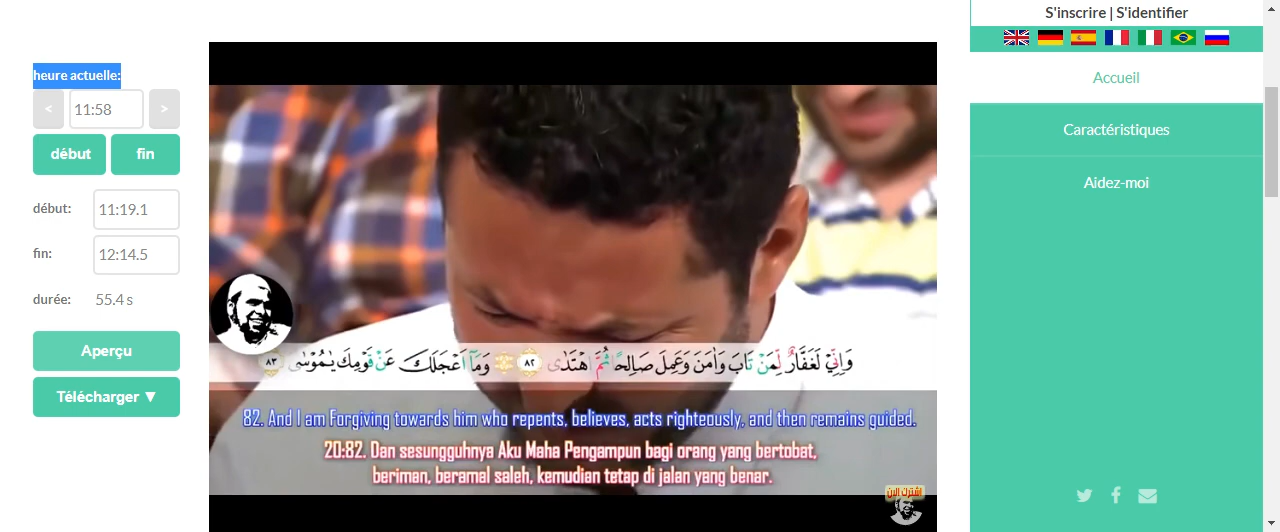 S'inscrire | S'identifier
heure actuelle:
< 11:58 >
début fin
début: 11:19.1
fin: 12:14.5
durée: 55.4 s
Aperçu
Télécharger ▼
وَإِنِّي لَغَفَّارٌ لِّمَنْ تَابَ وَاٰمَنَ وَعَمِلَ صَالِحًا ثُمَّ اهْتَدٰى ٨٢ وَمَآ اَعْجَلَكَ عَنْ قَوْمِكَ يٰمُوْسٰى ٨٣
82. And I am Forgiving towards him who repents, believes, acts righteously, and then remains guided.
20:82. Dan sesungguhnya Aku Maha Pengampun bagi orang yang bertobat,
beriman, beramal saleh, kemudian tetap di jalan yang benar.
اشترك الان
Accueil
Caractéristiques
Aidez-moi